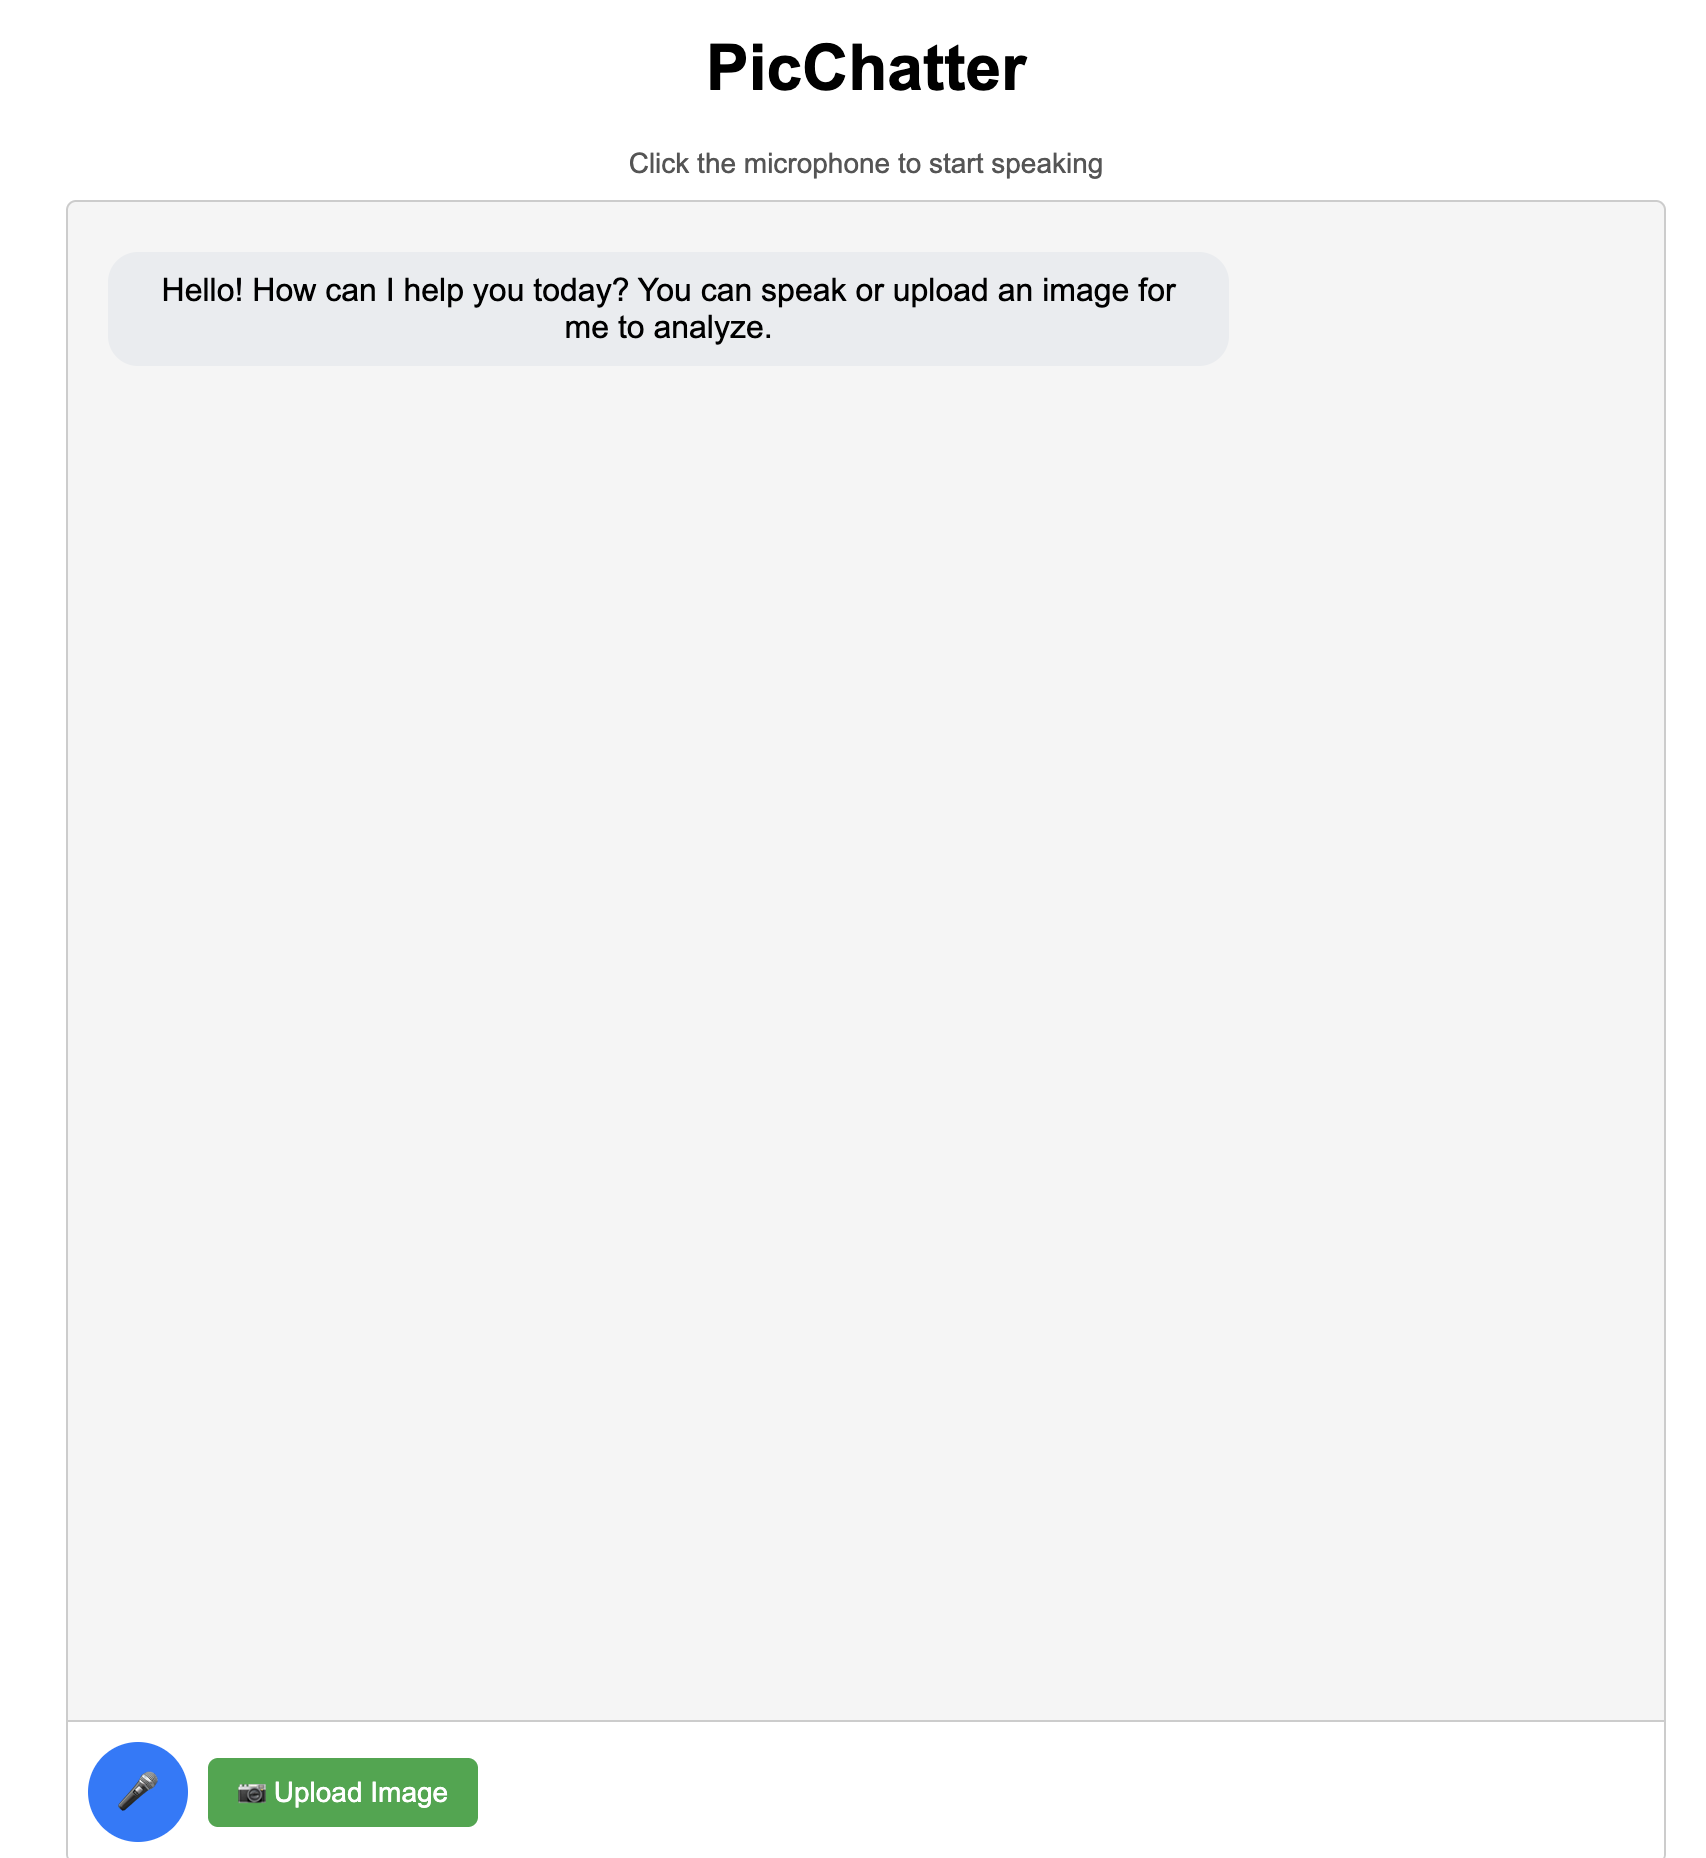 PicChatter
Click the microphone to start speaking
Hello! How can I help you today? You can speak or upload an image for
me to analyze.
Upload Image